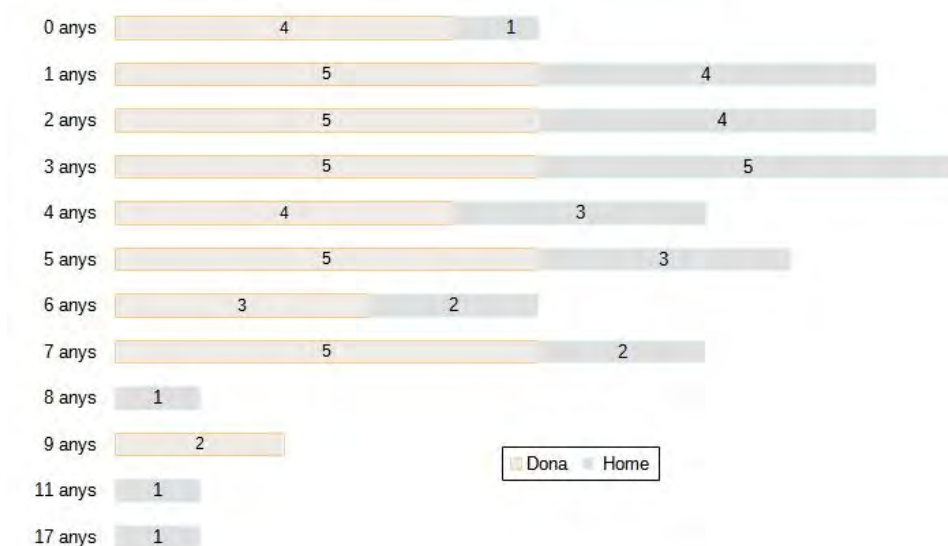 0 anys 4 1
1 anys 5 4
2 anys 5 4
3 anys 5 5
4 anys 4 3
5 anys 5 3
6 anys 3 2
7 anys 5 2
8 anys 1
9 anys 2
Dona Home
11 anys 1
17 anys 1